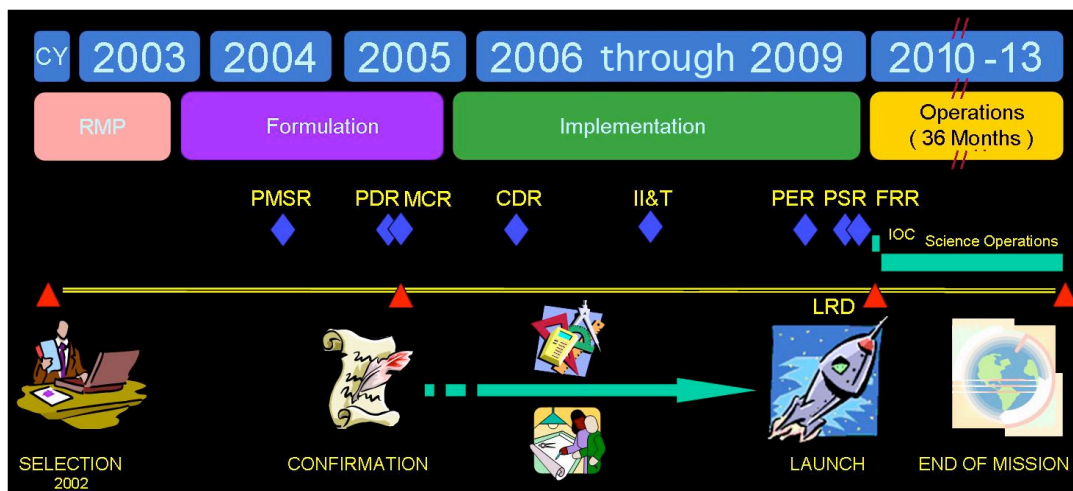 CY 2003 2004 2005 2006 through 2009 2010 -13
RMP Formulation Implementation Operations
( 36 Months )
PMSR PDR MCR CDR II&T PER PSR FRR
IOC Science Operations
LRD
SELECTION CONFIRMATION LAUNCH END OF MISSION
2002